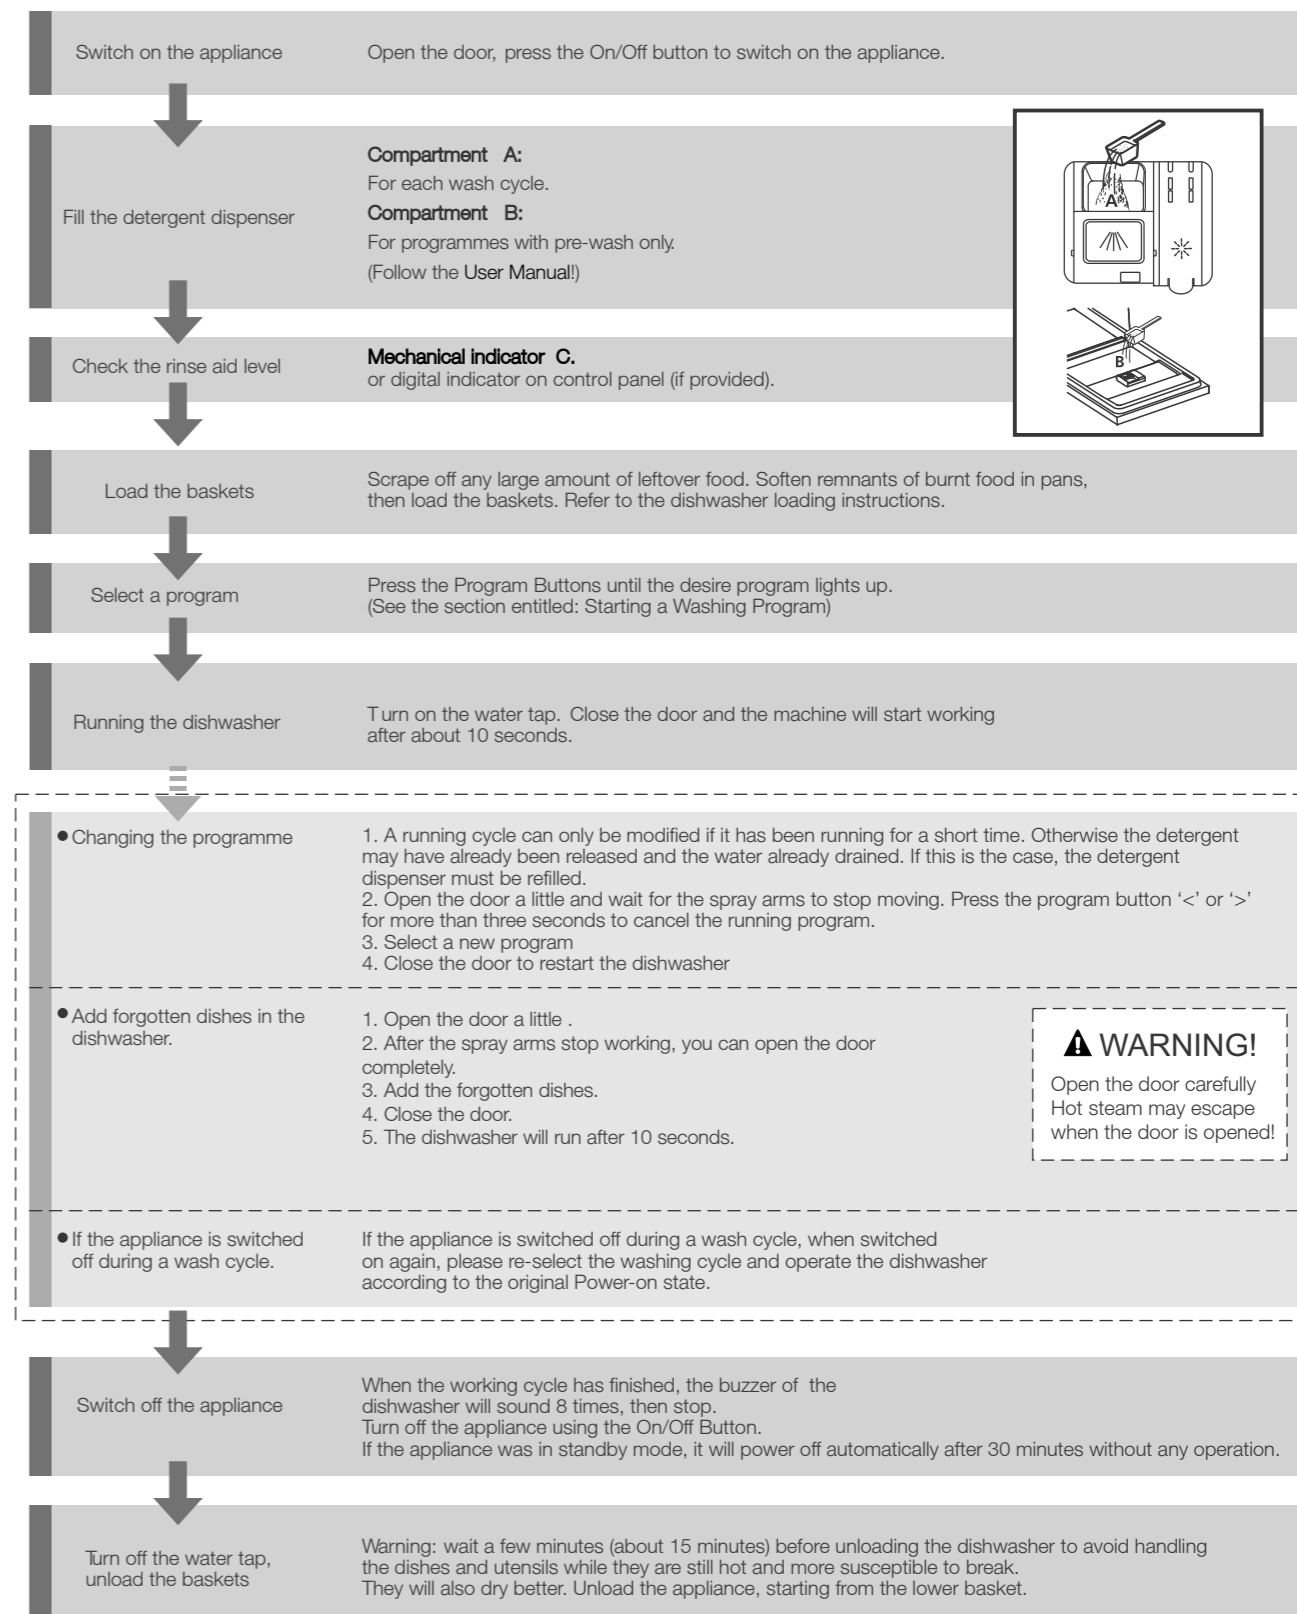 Switch on the appliance
Open the door, press the On/Off button to switch on the appliance.
Fill the detergent dispenser
Compartment A:
For each wash cycle.
Compartment B:
For programmes with pre-wash only.
(Follow the User Manual!)
A
B
Check the rinse aid level
Mechanical indicator C.
or digital indicator on control panel (if provided).
Load the baskets
Scrape off any large amount of leftover food. Soften remnants of burnt food in pans,
then load the baskets. Refer to the dishwasher loading instructions.
Select a program
Press the Program Buttons until the desire program lights up.
(See the section entitled: Starting a Washing Program)
Running the dishwasher
Turn on the water tap. Close the door and the machine will start working
after about 10 seconds.
• Changing the programme
1. A running cycle can only be modified if it has been running for a short time. Otherwise the detergent
may have already been released and the water already drained. If this is the case, the detergent
dispenser must be refilled.
2. Open the door a little and wait for the spray arms to stop moving. Press the program button ‘<’ or ‘>’
for more than three seconds to cancel the running program.
3. Select a new program
4. Close the door to restart the dishwasher
• Add forgotten dishes in the
dishwasher.
1. Open the door a little .
2. After the spray arms stop working, you can open the door
completely.
3. Add the forgotten dishes.
4. Close the door.
5. The dishwasher will run after 10 seconds.
WARNING!
Open the door carefully
Hot steam may escape
when the door is opened!
• If the appliance is switched
off during a wash cycle.
If the appliance is switched off during a wash cycle, when switched
on again, please re-select the washing cycle and operate the dishwasher
according to the original Power-on state.
Switch off the appliance
When the working cycle has finished, the buzzer of the
dishwasher will sound 8 times, then stop.
Turn off the appliance using the On/Off Button.
If the appliance was in standby mode, it will power off automatically after 30 minutes without any operation.
Turn off the water tap,
unload the baskets
Warning: wait a few minutes (about 15 minutes) before unloading the dishwasher to avoid handling
the dishes and utensils while they are still hot and more susceptible to break.
They will also dry better. Unload the appliance, starting from the lower basket.